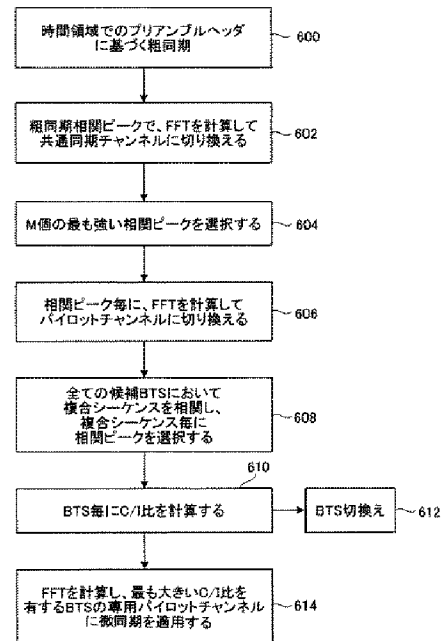 時間領域でのプリアンブルヘッダ
に基づく粗同期
600
粗同期相関ピークで、FFTを計算して
共通同期チャンネルに切り換える
602
M個の最も強い相関ピークを選択する
604
相関ピーク毎に、FFTを計算して
パイロットチャンネルに切り換える
606
全ての候補BTSにおいて
複合シーケンスを相関し、
複合シーケンス毎に
相関ピークを選択する
608
610
BTS毎にC/I比を計算する
BTS切換え
612
FFTを計算し、最も大きいC/I比を
有するBTSの専用パイロットチャンネル
に微同期を適用する
614